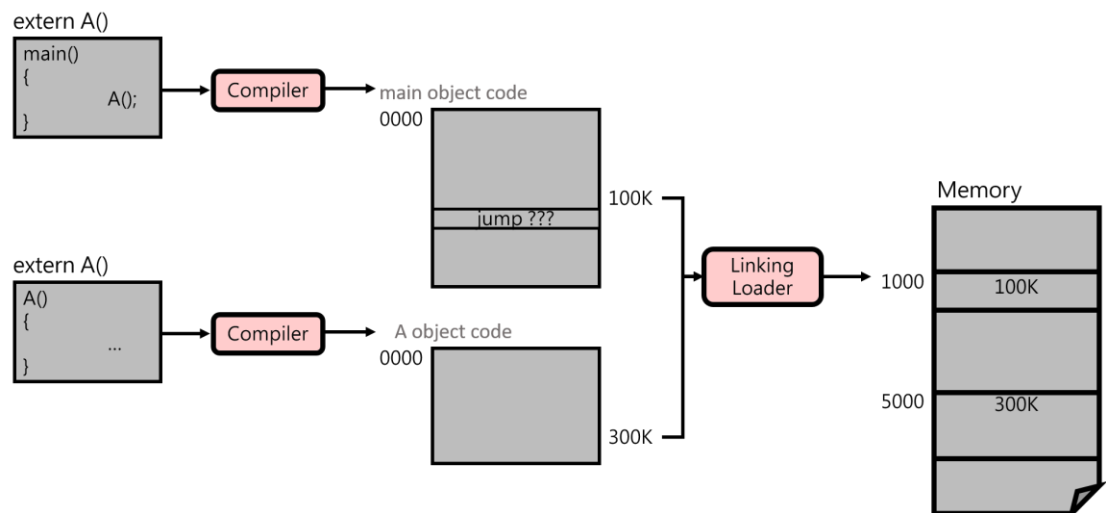 extern A()
main()
{
A();
}
Compiler
main object code
0000
jump ???
100K
extern A()
A()
{
...
}
Compiler
A object code
0000
300K
Linking
Loader
Memory
1000
100K
5000
300K